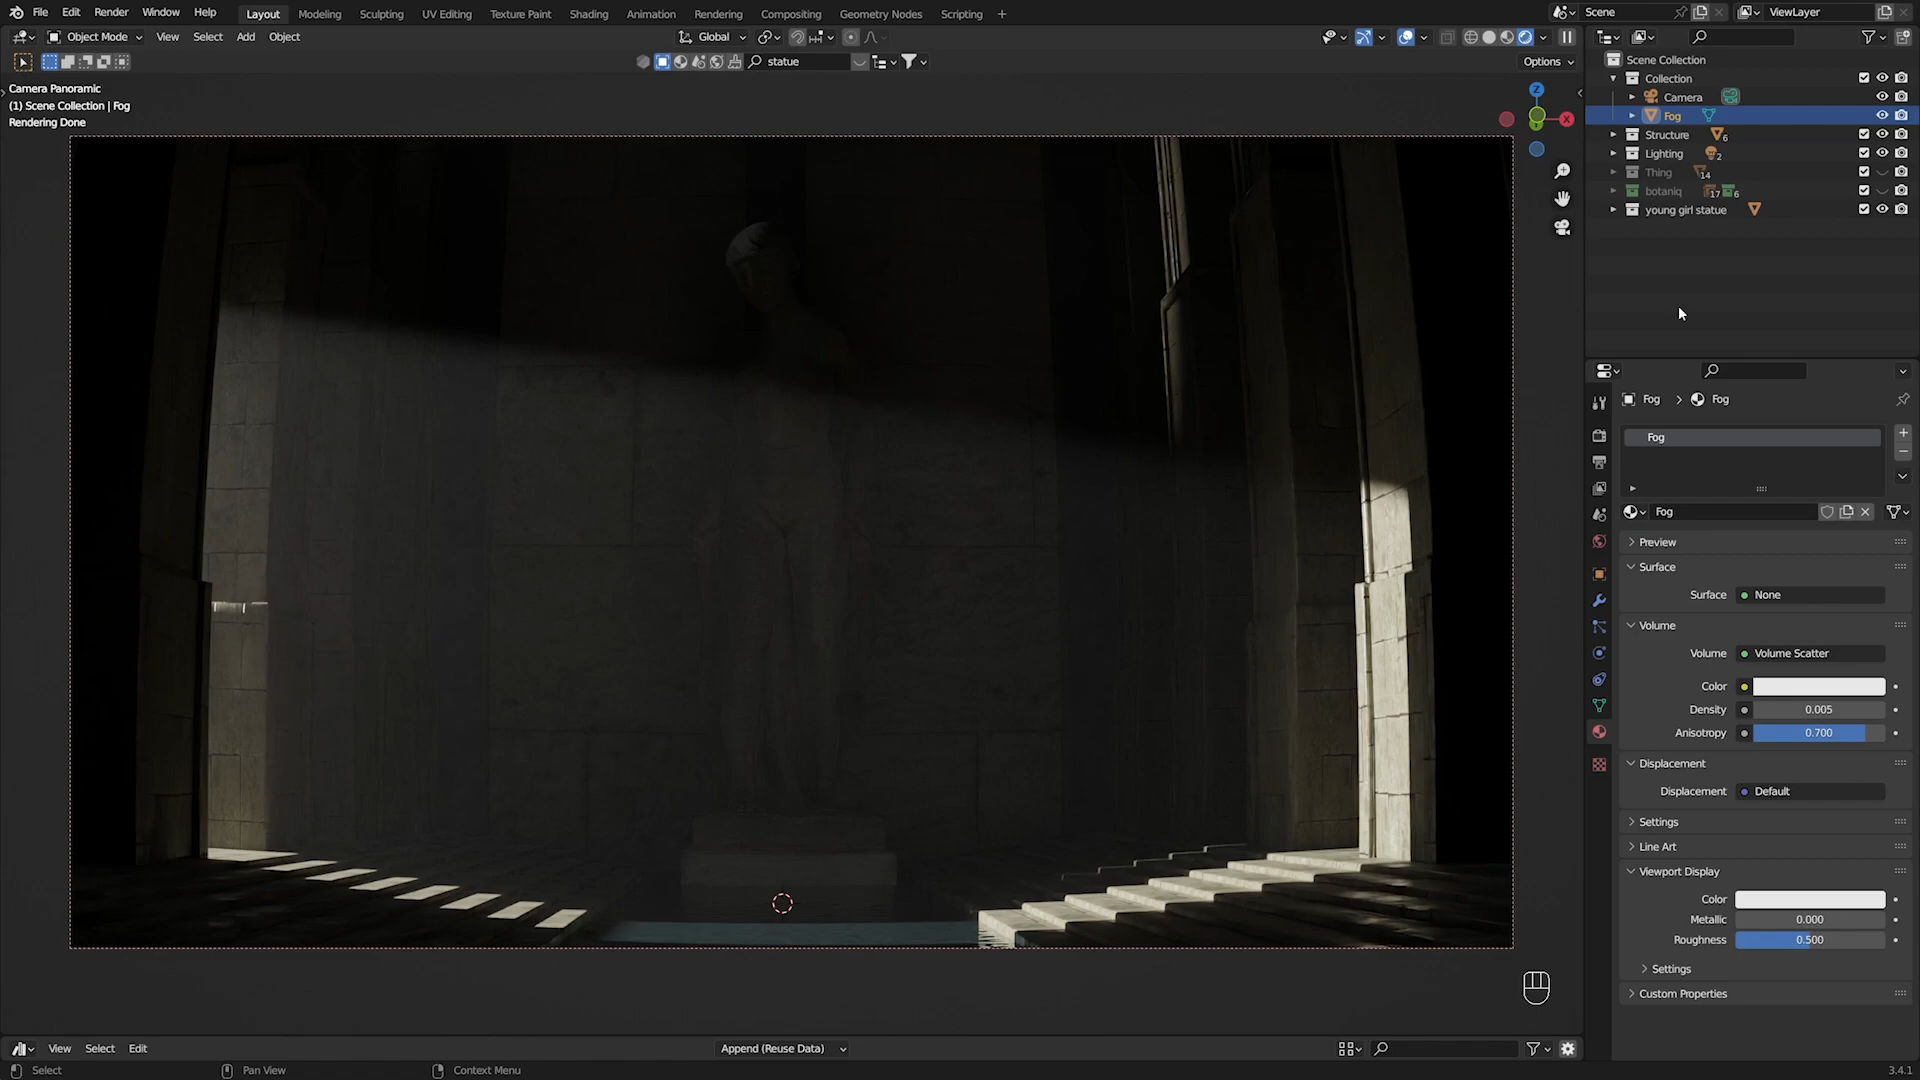 File Edit Render Window Help Layout Modeling Sculpting UV Editing Texture Paint Shading Animation Rendering Compositing Geometry Nodes Scripting + Scene ViewLayer
Object Mode View Select Add Object Global
statue Options
Camera Panoramic
(1) Scene Collection | Fog
Rendering Done
Z
X
Scene Collection
Collection
Camera
Fog
Structure 6
Lighting 2
Thing 14
botaniq 17 6
young girl statue
Fog > Fog
Fog
Fog
Preview
Surface
Surface None
Volume
Volume Volume Scatter
Color
Density 0.005
Anisotropy 0.700
Displacement
Displacement Default
Settings
Line Art
Viewport Display
Color
Metallic 0.000
Roughness 0.500
Settings
Custom Properties
View Select Edit Append (Reuse Data)
Select Pan View Context Menu 3.4.1